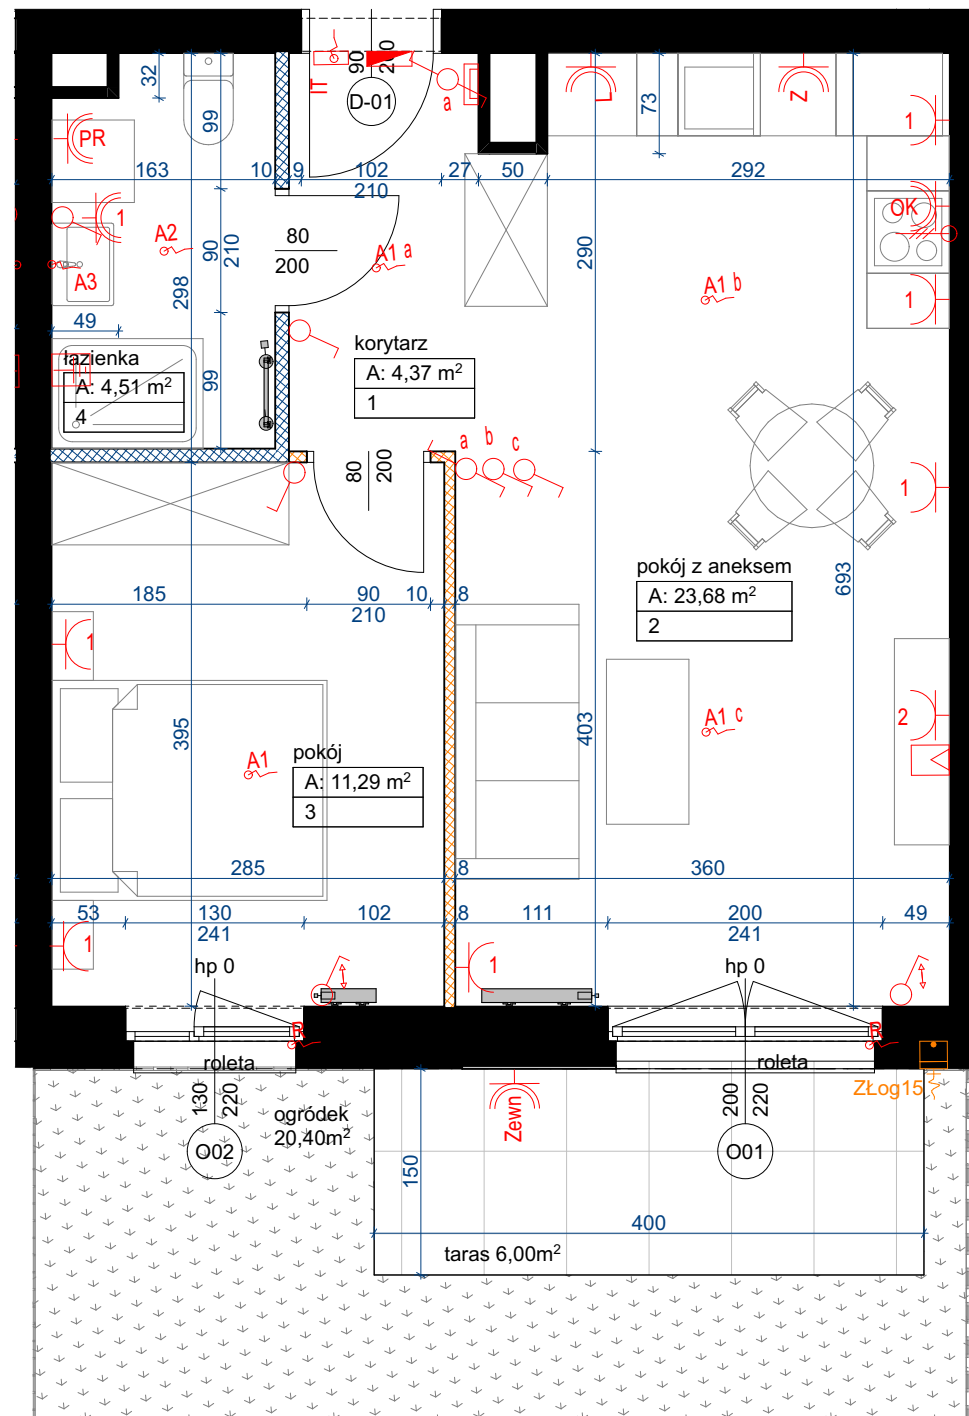 90
200
IT
D-01
a
32
99
73
L
Z
1
PR
163
10
9
102
210
27
50
292
1
A2
90
210
80
200
A1 a
290
OK
A3
298
A1 b
1
49
łazienka
A: 4,51 m²
4
99
korytarz
A: 4,37 m²
1
80
200
a
b
c
1
185
90
210
10
8
pokój z aneksem
A: 23,68 m²
2
693
1
395
A1
pokój
A: 11,29 m²
3
403
A1 c
2
285
8
360
53
130
241
102
8
111
200
241
49
1
hp 0
1
hp 0
R
R
roleta
roleta
130
220
ogródek
20,40m²
Zewn
200
220
ZŁog15
O02
O01
150
400
taras 6,00m²